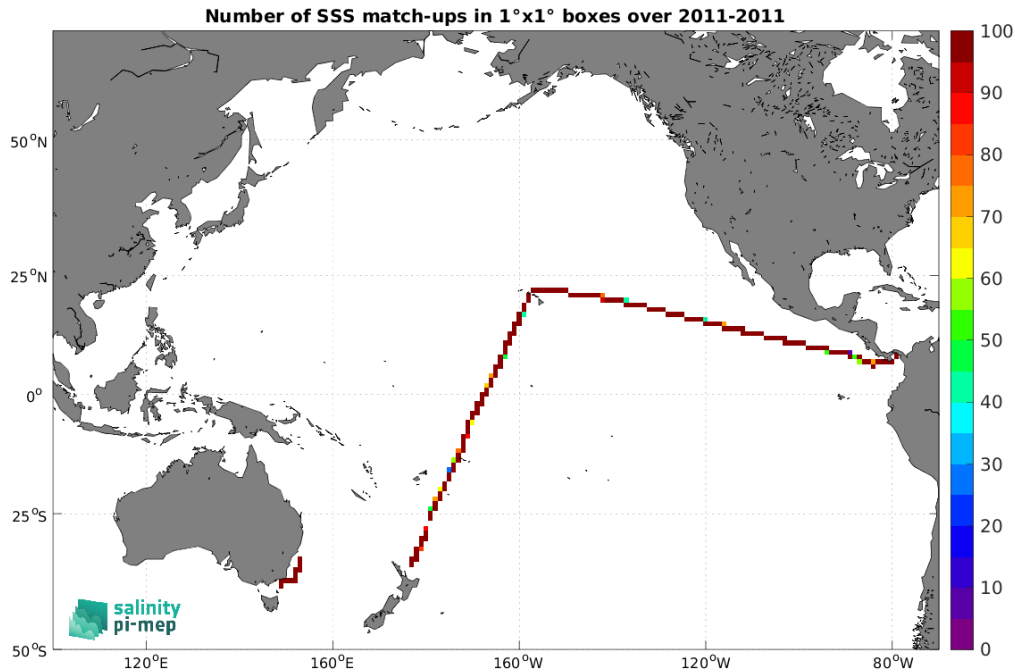 Number of SSS match-ups in 1°x1° boxes over 2011-2011
100
90
80
70
60
50
40
30
20
10
0
50°N
25°N
0°
25°S
50°S
120°E
160°E
160°W
120°W
80°W
salinity
pi-mep